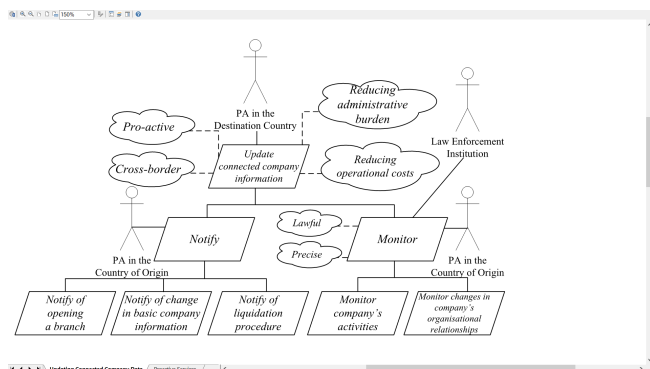 150%
PA in the
Destination Country
Reducing
administrative
burden
Pro-active
Law Enforcement
Institution
Update
connected company
information
Cross-border
Reducing
operational costs
Lawful
Notify
Monitor
Precise
PA in the
Country of Origin
PA in the
Country of Origin
Notify of
opening
a branch
Notify of change
in basic company
information
Notify of
liquidation
procedure
Monitor
company's
activities
Monitor changes in
company's
organisational
relationships
Updating Connected Company Data
Proactive Services